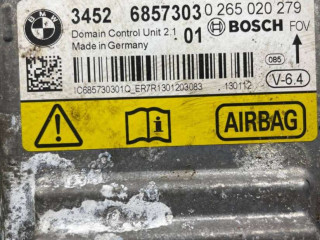 BMW 3452 6857303 0 265 020 279
Domain Control Unit 2.1 01 BOSCH FOV
Made in Germany
085
1C685730301Q_ER7R1301203083 130112 V-6.4
AIRBAG